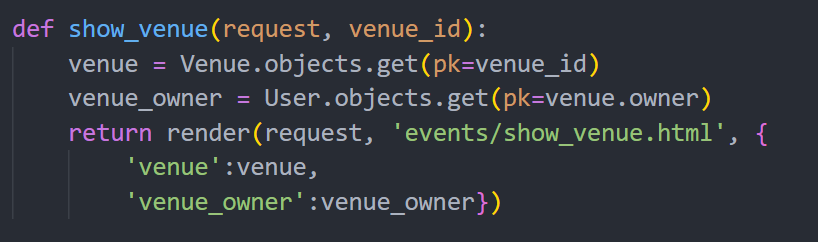 def show_venue(request, venue_id):
    venue = Venue.objects.get(pk=venue_id)
    venue_owner = User.objects.get(pk=venue.owner)
    return render(request, 'events/show_venue.html', {
        'venue':venue,
        'venue_owner':venue_owner})